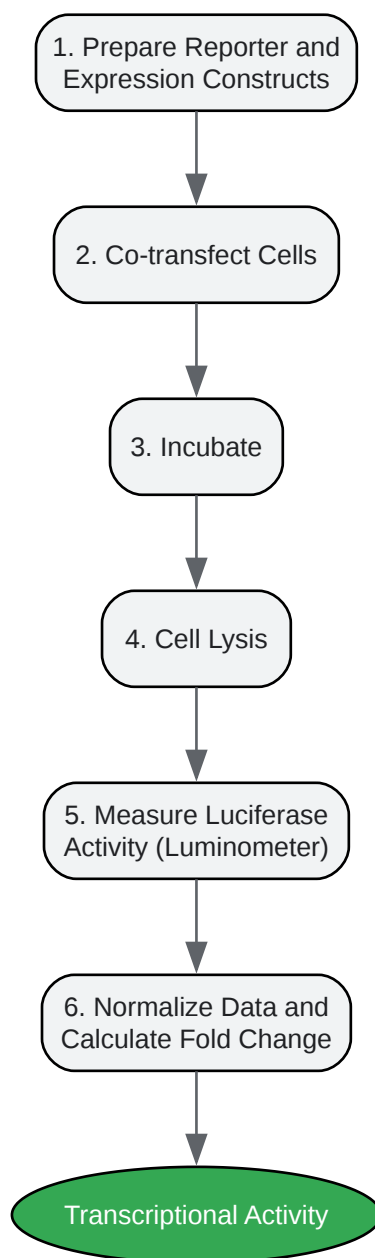 1. Prepare Reporter and
Expression Constructs
2. Co-transfect Cells
3. Incubate
4. Cell Lysis
5. Measure Luciferase
Activity (Luminometer)
6. Normalize Data and
Calculate Fold Change
Transcriptional Activity